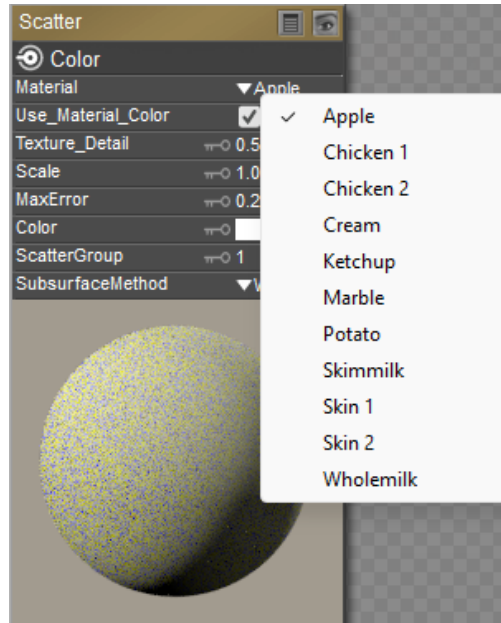 Scatter
Color
Material Apple
Use_Material_Color
Texture_Detail 0.5
Scale 1.0
MaxError 0.2
Color
ScatterGroup 1
SubsurfaceMethod
Apple
Chicken 1
Chicken 2
Cream
Ketchup
Marble
Potato
Skimmilk
Skin 1
Skin 2
Wholemilk